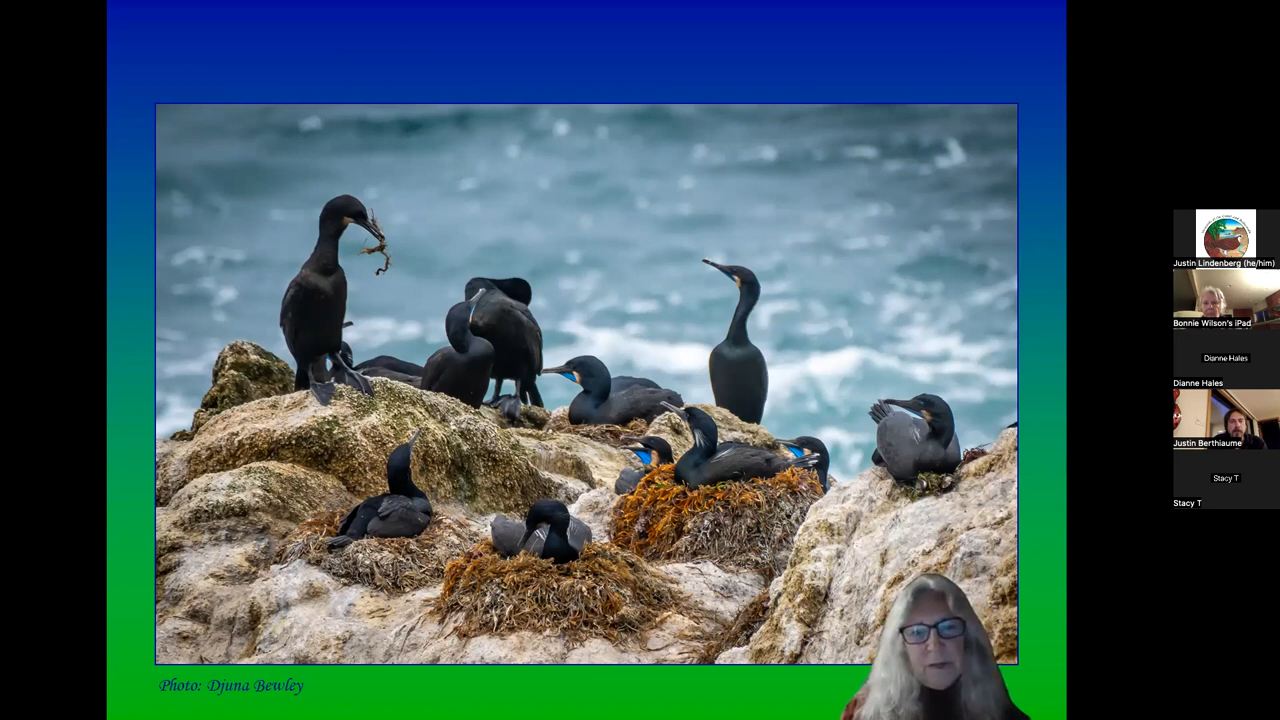 Photo: Djuna Bewley
Justin Lindenberg (he/him)
Bonnie Wilson's iPad
Dianne Hales
Dianne Hales
Justin Berthiaume
Stacy T
Stacy T